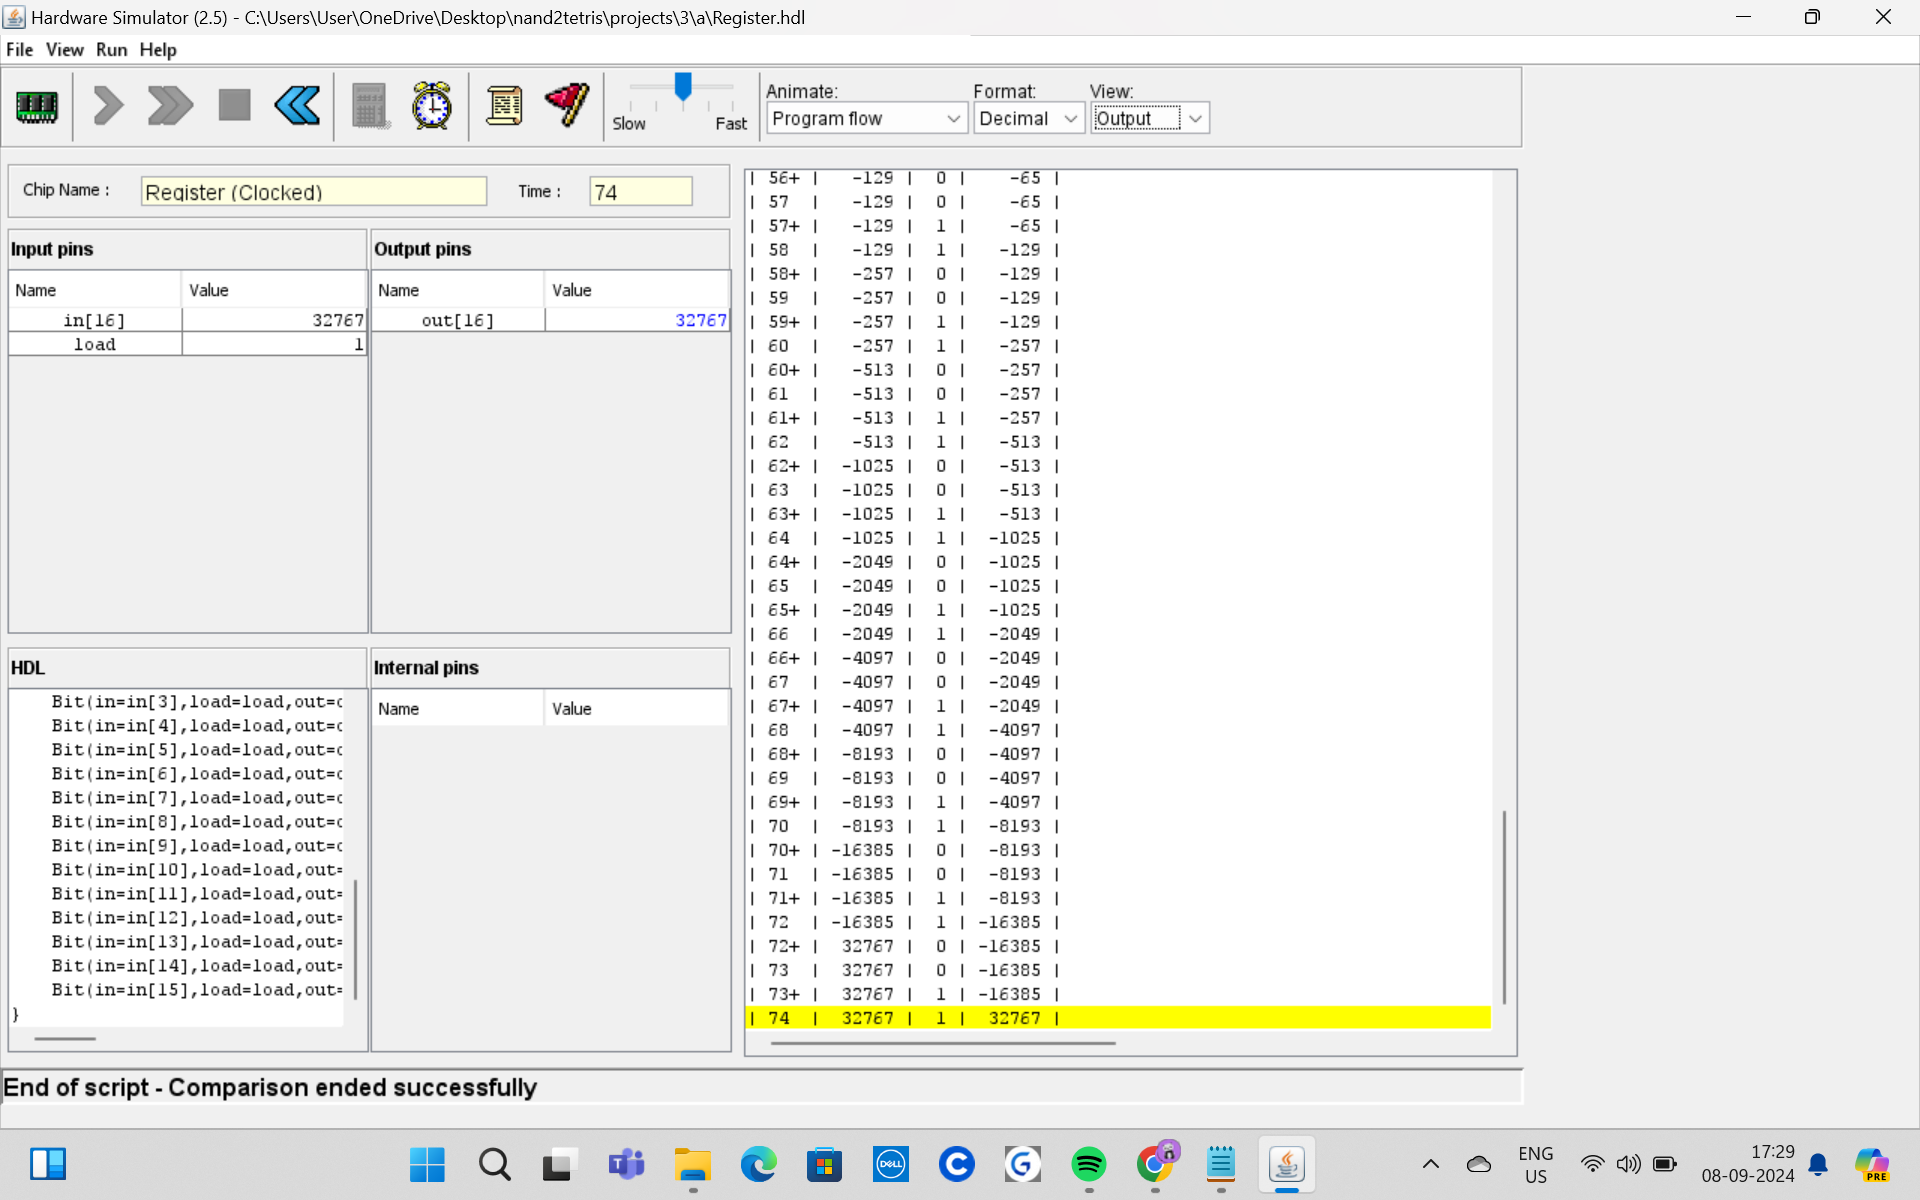 Hardware Simulator (2.5) - C:\Users\User\OneDrive\Desktop\nand2tetris\projects\3\a\Register.hdl
File View Run Help
Animate: Format: View:
Slow Fast Program flow Decimal Output
Chip Name : Register (Clocked) Time : 74
Input pins
Name Value
in[16] 32767
load 1
Output pins
Name Value
out[16] 32767
HDL
Bit(in=in[3],load=load,out=
Bit(in=in[4],load=load,out=
Bit(in=in[5],load=load,out=
Bit(in=in[6],load=load,out=
Bit(in=in[7],load=load,out=
Bit(in=in[8],load=load,out=
Bit(in=in[9],load=load,out=
Bit(in=in[10],load=load,out=
Bit(in=in[11],load=load,out=
Bit(in=in[12],load=load,out=
Bit(in=in[13],load=load,out=
Bit(in=in[14],load=load,out=
Bit(in=in[15],load=load,out=
}
Internal pins
Name Value
| 56+ | -129 | 0 | -65 |
| 57 | -129 | 0 | -65 |
| 57+ | -129 | 1 | -65 |
| 58 | -129 | 1 | -129 |
| 58+ | -257 | 0 | -129 |
| 59 | -257 | 0 | -129 |
| 59+ | -257 | 1 | -129 |
| 60 | -257 | 1 | -257 |
| 60+ | -513 | 0 | -257 |
| 61 | -513 | 0 | -257 |
| 61+ | -513 | 1 | -257 |
| 62 | -513 | 1 | -513 |
| 62+ | -1025 | 0 | -513 |
| 63 | -1025 | 0 | -513 |
| 63+ | -1025 | 1 | -513 |
| 64 | -1025 | 1 | -1025 |
| 64+ | -2049 | 0 | -1025 |
| 65 | -2049 | 0 | -1025 |
| 65+ | -2049 | 1 | -1025 |
| 66 | -2049 | 1 | -2049 |
| 66+ | -4097 | 0 | -2049 |
| 67 | -4097 | 0 | -2049 |
| 67+ | -4097 | 1 | -2049 |
| 68 | -4097 | 1 | -4097 |
| 68+ | -8193 | 0 | -4097 |
| 69 | -8193 | 0 | -4097 |
| 69+ | -8193 | 1 | -4097 |
| 70 | -8193 | 1 | -8193 |
| 70+ | -16385 | 0 | -8193 |
| 71 | -16385 | 0 | -8193 |
| 71+ | -16385 | 1 | -8193 |
| 72 | -16385 | 1 | -16385 |
| 72+ | 32767 | 0 | -16385 |
| 73 | 32767 | 0 | -16385 |
| 73+ | 32767 | 1 | -16385 |
| 74 | 32767 | 1 | 32767 |
End of script - Comparison ended successfully
DELL
ENG
US
17:29
08-09-2024
PRE